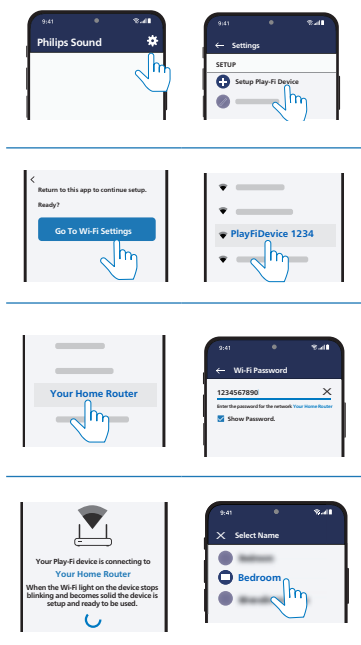 9:41
Philips Sound
9:41
← Settings
SETUP
Setup Play-Fi Device
Return to this app to continue setup.
Ready?
Go To Wi-Fi Settings
PlayFiDevice 1234
Your Home Router
9:41
← Wi-Fi Password
1234567890
Enter the password for the network Your Home Router
Show Password.
Your Play-Fi device is connecting to
Your Home Router
When the Wi-Fi light on the device stops
blinking and becomes solid the device is
setup and ready to be used.
9:41
Select Name
Bedroom